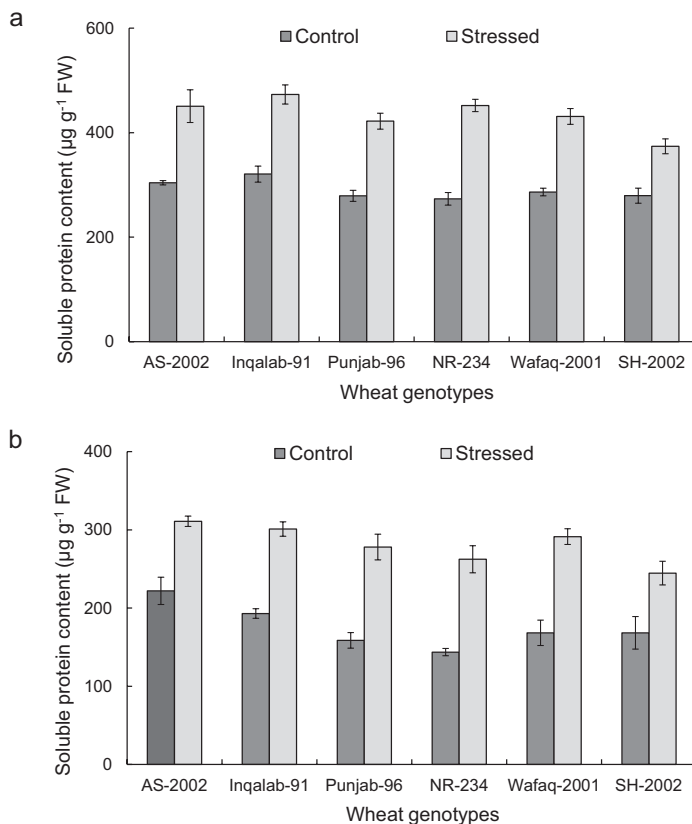 a
600
Control Stressed
Soluble protein content (µg g⁻¹ FW)
400
200
0
AS-2002 Inqalab-91 Punjab-96 NR-234 Wafaq-2001 SH-2002
Wheat genotypes
b
400
Control Stressed
Soluble protein content (µg g⁻¹ FW)
300
200
100
0
AS-2002 Inqalab-91 Punjab-96 NR-234 Wafaq-2001 SH-2002
Wheat genotypes